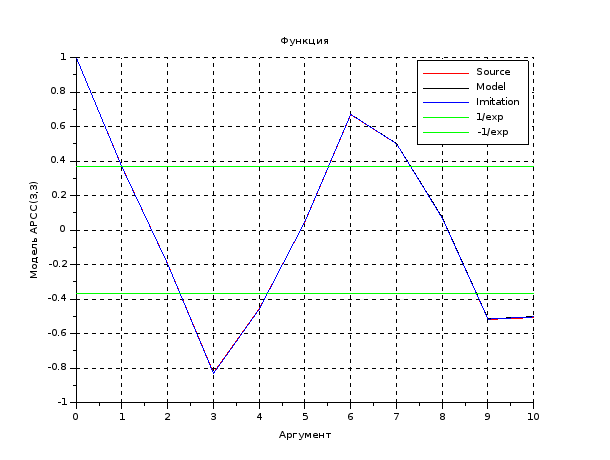 Функция
Source
Model
Imitation
1/exp
-1/exp
Модель АРСС(3,3)
1
0.8
0.6
0.4
0.2
0
-0.2
-0.4
-0.6
-0.8
-1
0 1 2 3 4 5 6 7 8 9 10
Аргумент